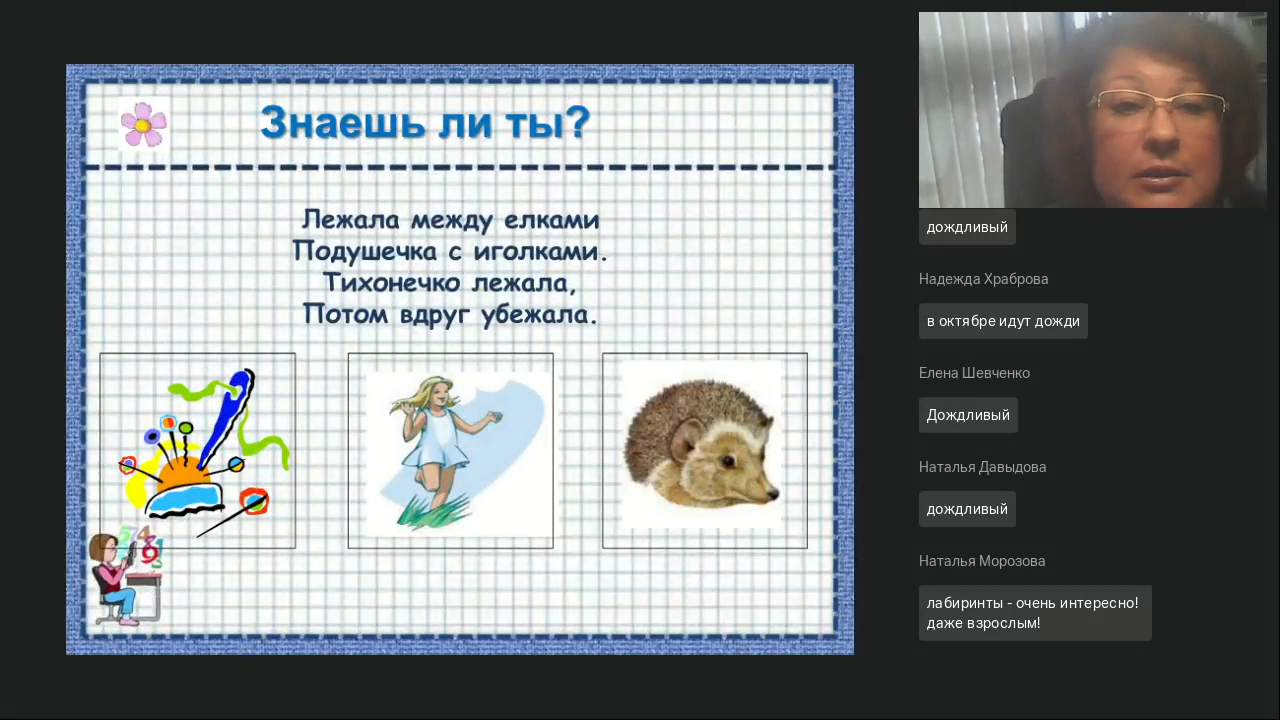 Знаешь ли ты?
Лежала между елками
Подушечка с иголками.
Тихонечко лежала,
Потом вдруг убежала.
дождливый
Надежда Храброва
в октябре идут дожди
Елена Шевченко
Дождливый
Наталья Давыдова
дождливый
Наталья Морозова
лабиринты - очень интересно!
даже взрослым!